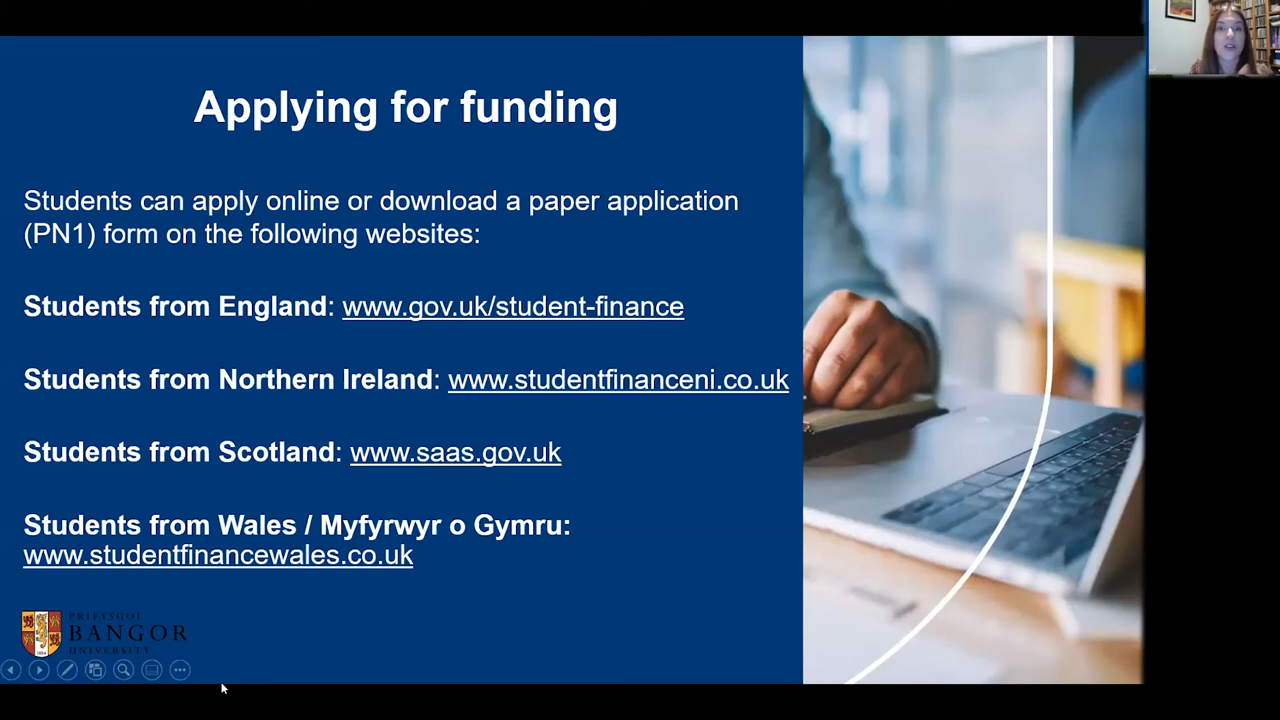 Applying for funding
Students can apply online or download a paper application
(PN1) form on the following websites:
Students from England: www.gov.uk/student-finance
Students from Northern Ireland: www.studentfinanceni.co.uk
Students from Scotland: www.saas.gov.uk
Students from Wales / Myfyrwyr o Gymru:
www.studentfinancewales.co.uk
PRIFYSGOL
BANGOR
UNIVERSITY